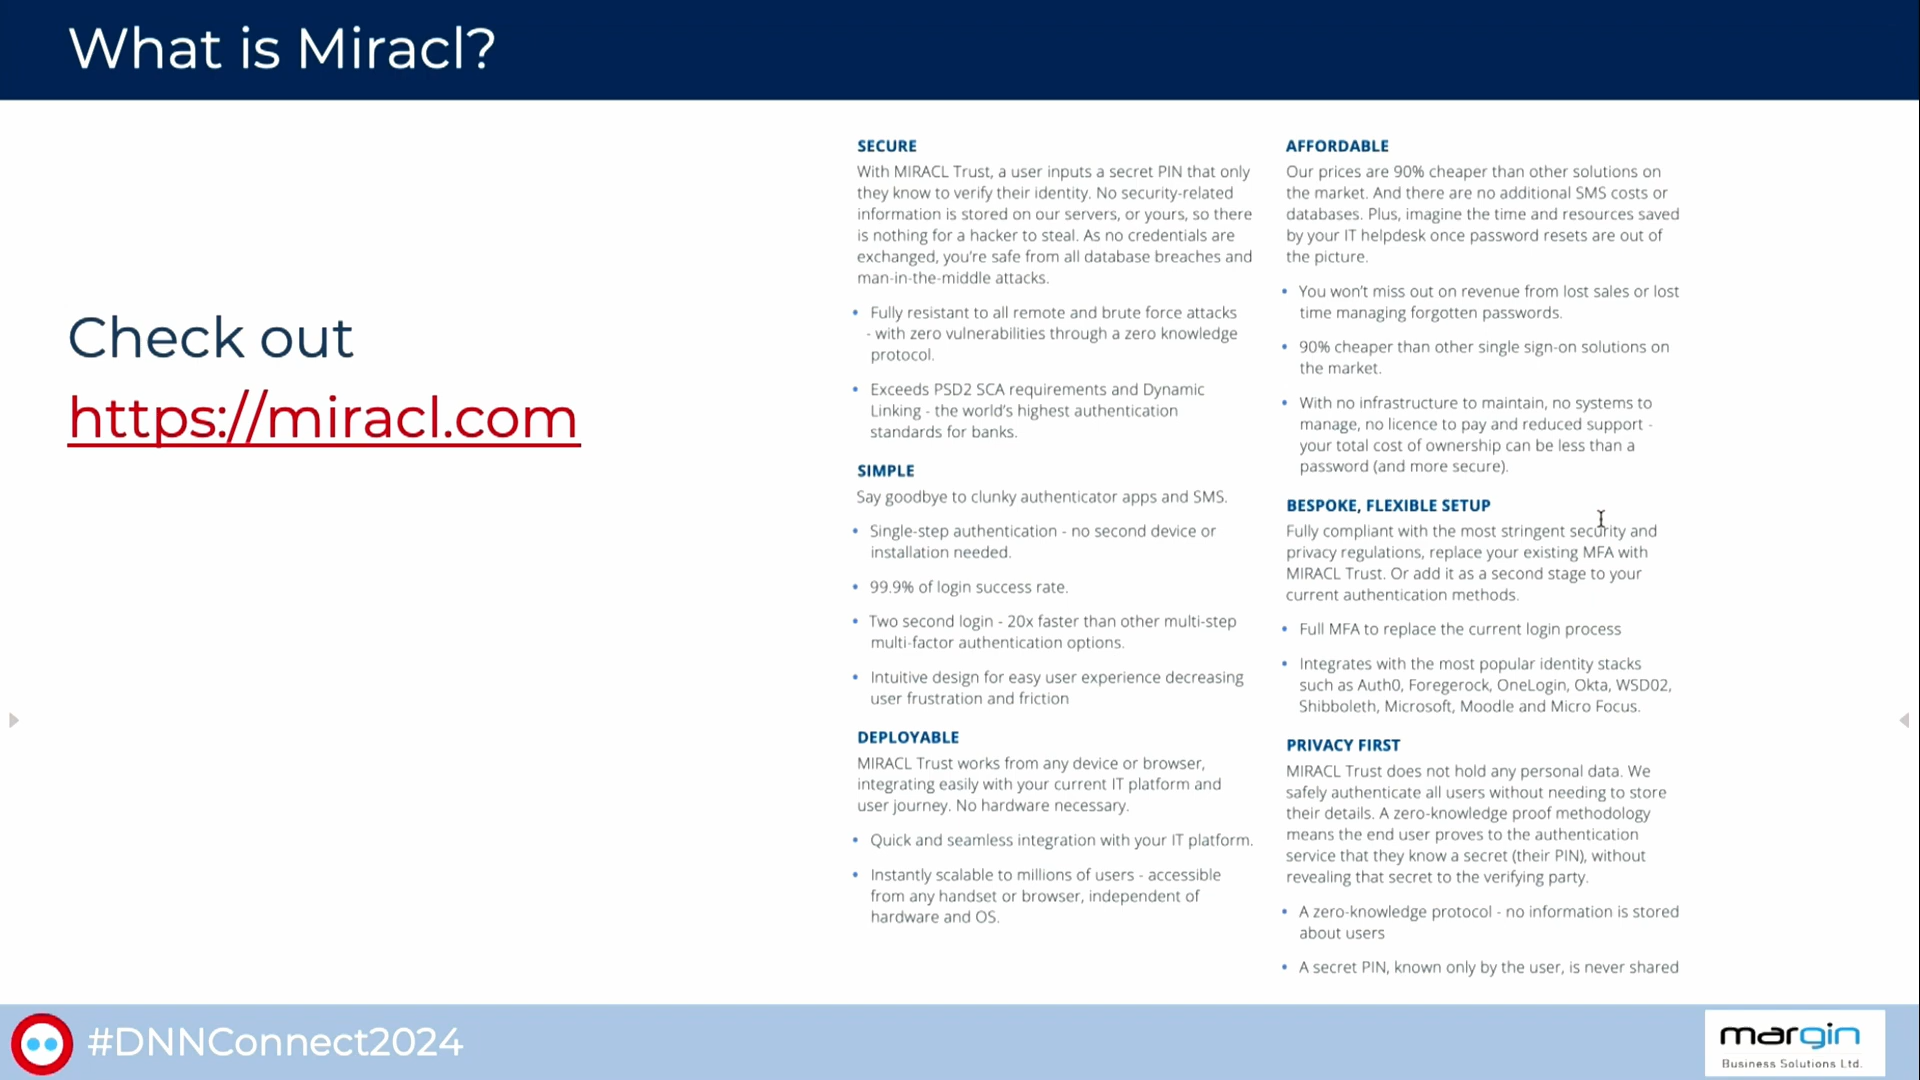 What is Miracl?
Check out
https://miracl.com
SECURE
With MIRACL Trust, a user inputs a secret PIN that only
they know to verify their identity. No security-related
information is stored on our servers, or yours, so there
is nothing for a hacker to steal. As no credentials are
exchanged, you're safe from all database breaches and
man-in-the-middle attacks.
• Fully resistant to all remote and brute force attacks
- with zero vulnerabilities through a zero knowledge
protocol.
• Exceeds PSD2 SCA requirements and Dynamic
Linking - the world's highest authentication
standards for banks.
SIMPLE
Say goodbye to clunky authenticator apps and SMS.
• Single-step authentication - no second device or
installation needed.
• 99.9% of login success rate.
• Two second login - 20x faster than other multi-step
multi-factor authentication options.
• Intuitive design for easy user experience decreasing
user frustration and friction
DEPLOYABLE
MIRACL Trust works from any device or browser,
integrating easily with your current IT platform and
user journey. No hardware necessary.
• Quick and seamless integration with your IT platform.
• Instantly scalable to millions of users - accessible
from any handset or browser, independent of
hardware and OS.
AFFORDABLE
Our prices are 90% cheaper than other solutions on
the market. And there are no additional SMS costs or
databases. Plus, imagine the time and resources saved
by your IT helpdesk once password resets are out of
the picture.
• You won't miss out on revenue from lost sales or lost
time managing forgotten passwords.
• 90% cheaper than other single sign-on solutions on
the market.
• With no infrastructure to maintain, no systems to
manage, no licence to pay and reduced support -
your total cost of ownership can be less than a
password (and more secure).
BESPOKE, FLEXIBLE SETUP
Fully compliant with the most stringent security and
privacy regulations, replace your existing MFA with
MIRACL Trust. Or add it as a second stage to your
current authentication methods.
• Full MFA to replace the current login process
• Integrates with the most popular identity stacks
such as Auth0, Foregerock, OneLogin, Okta, WSD02,
Shibboleth, Microsoft, Moodle and Micro Focus.
PRIVACY FIRST
MIRACL Trust does not hold any personal data. We
safely authenticate all users without needing to store
their details. A zero-knowledge proof methodology
means the end user proves to the authentication
service that they know a secret (their PIN), without
revealing that secret to the verifying party.
• A zero-knowledge protocol - no information is stored
about users
• A secret PIN, known only by the user, is never shared
#DNNConnect2024
margin
Business Solutions Ltd.